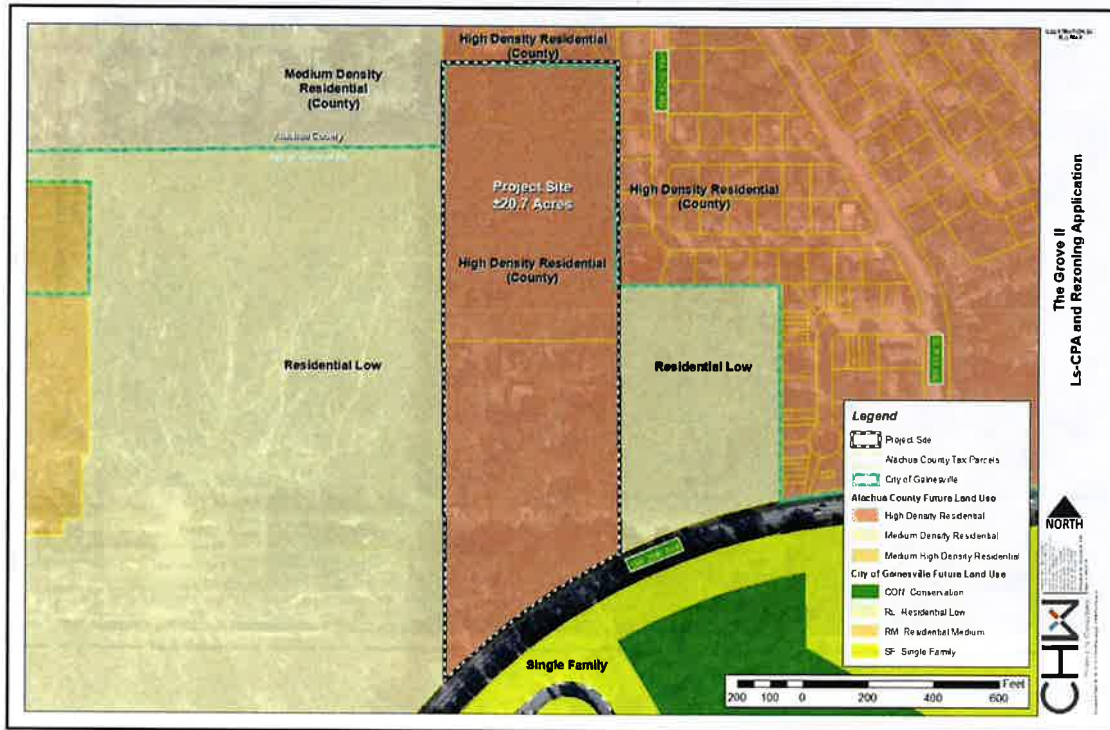 High Density Residential
(County)
Medium Density
Residential
(County)
Alachua County
Project Site
±20.7 Acres
High Density Residential
(County)
High Density Residential
(County)
Residential Low
Residential Low
Single Family
Legend
Project Site
Alachua County Tax Parcels
City of Gainesville
Alachua County Future Land Use
High Density Residential
Medium Density Residential
Medium High Density Residential
City of Gainesville Future Land Use
CON Conservation
RL Residential Low
RM Residential Medium
SF Single Family
Feet
200 100 0 200 400 600
The Grove II
Ls-CPA and Rezoning Application
NORTH
CHW